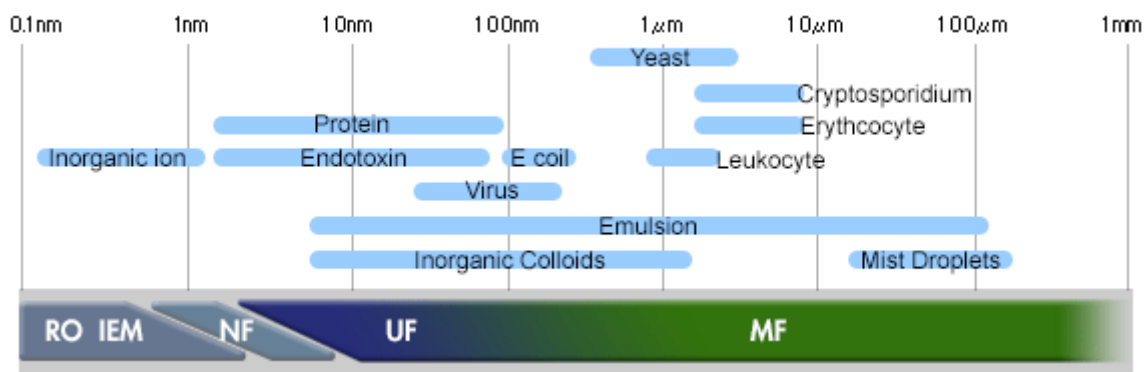 0.1nm 1nm 10nm 100nm 1μm 10μm 100μm 1mm
Yeast
Cryptosporidium
Protein Erythcocyte
Inorganic ion Endotoxin E coil Leukocyte
Virus
Emulsion
Inorganic Colloids Mist Droplets
RO IEM NF UF MF